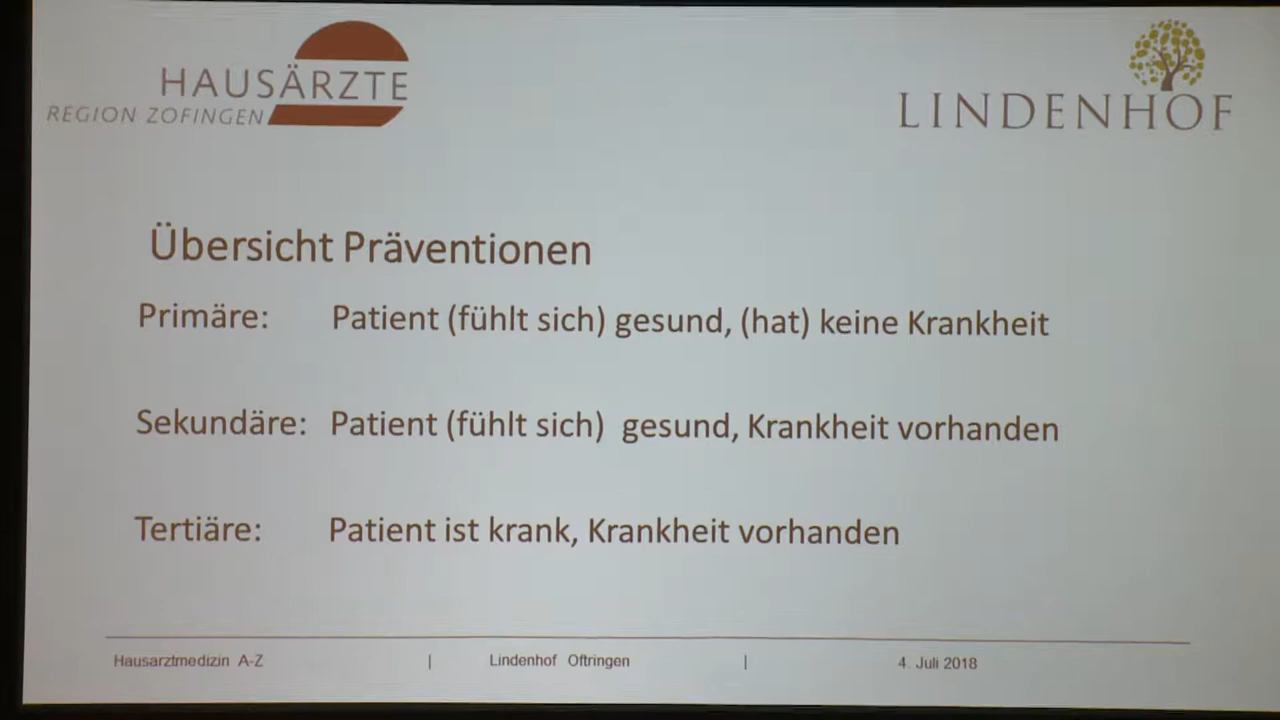 HAUSÄRZTE
REGION ZOFINGEN
LINDENHOF
Übersicht Präventionen
Primäre: Patient (fühlt sich) gesund, (hat) keine Krankheit
Sekundäre: Patient (fühlt sich) gesund, Krankheit vorhanden
Tertiäre: Patient ist krank, Krankheit vorhanden
Hausarztmedizin A-Z | Lindenhof Oftringen | 4. Juli 2018